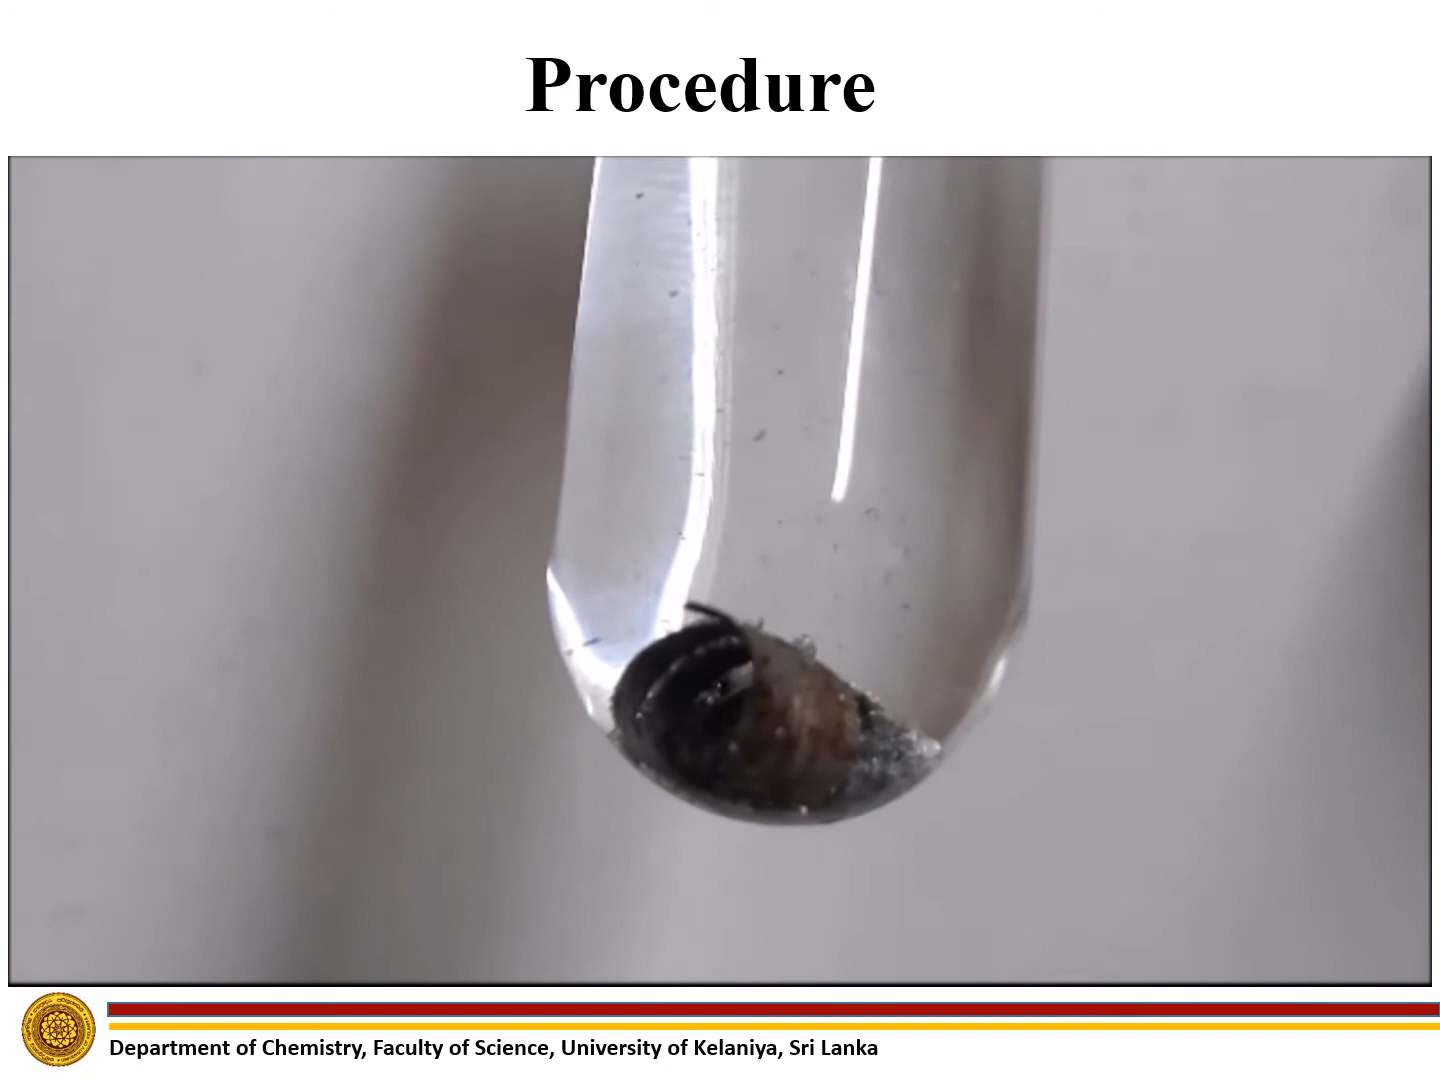 Procedure
Department of Chemistry, Faculty of Science, University of Kelaniya, Sri Lanka